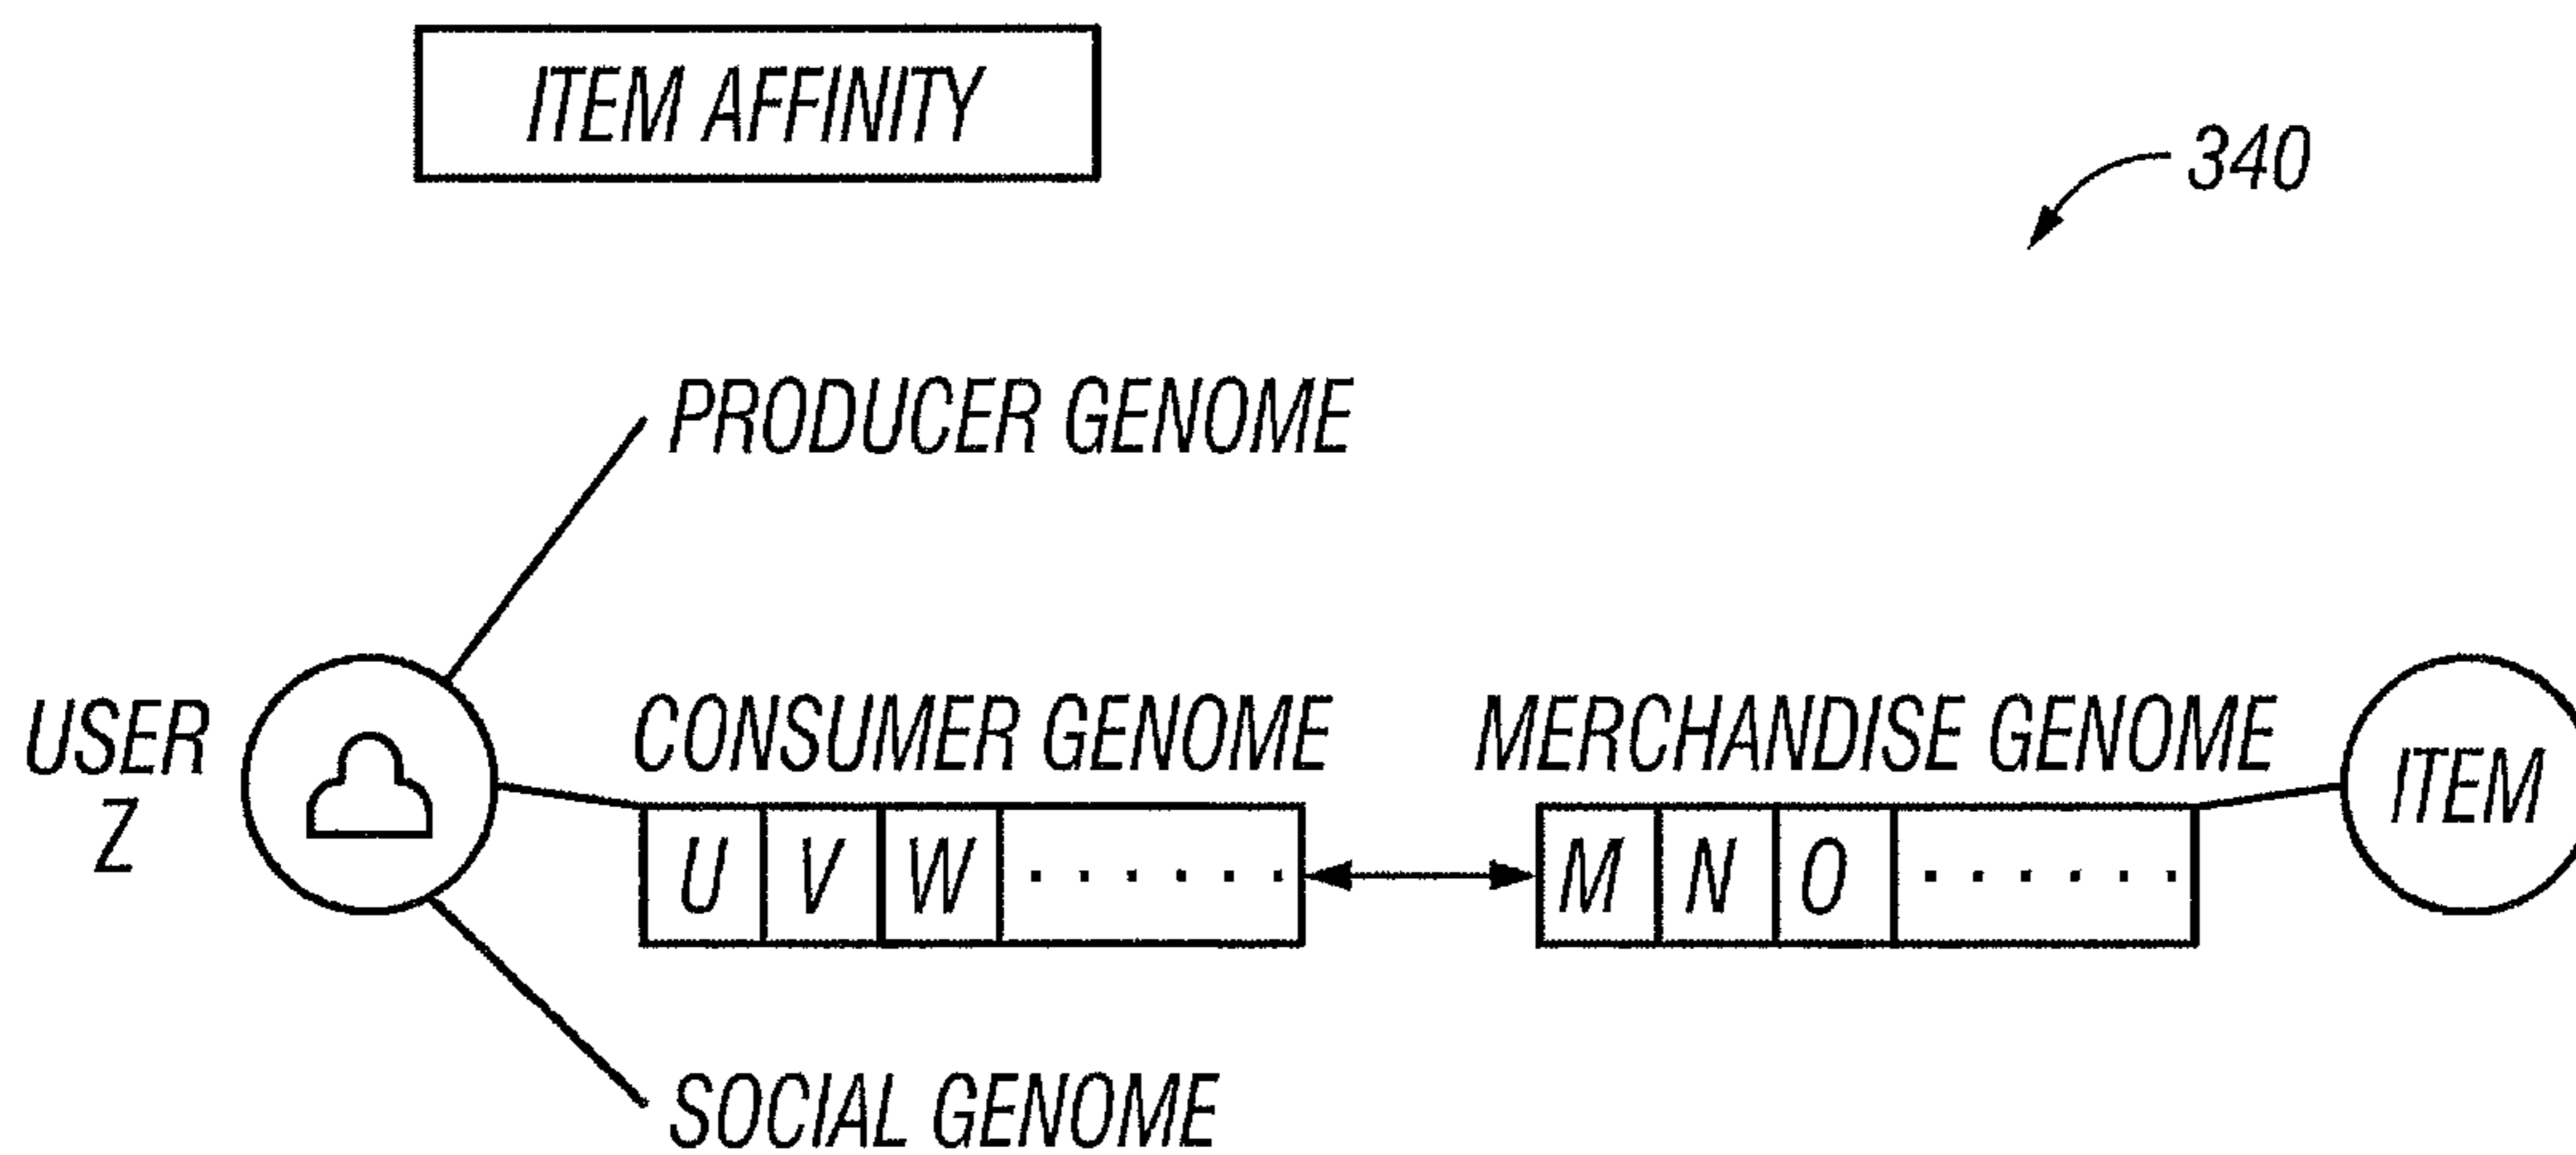 ITEM AFFINITY
340
PRODUCER GENOME
USER
Z
CONSUMER GENOME
MERCHANDISE GENOME
ITEM
U V W . . . . . .
M N O . . . . . .
SOCIAL GENOME